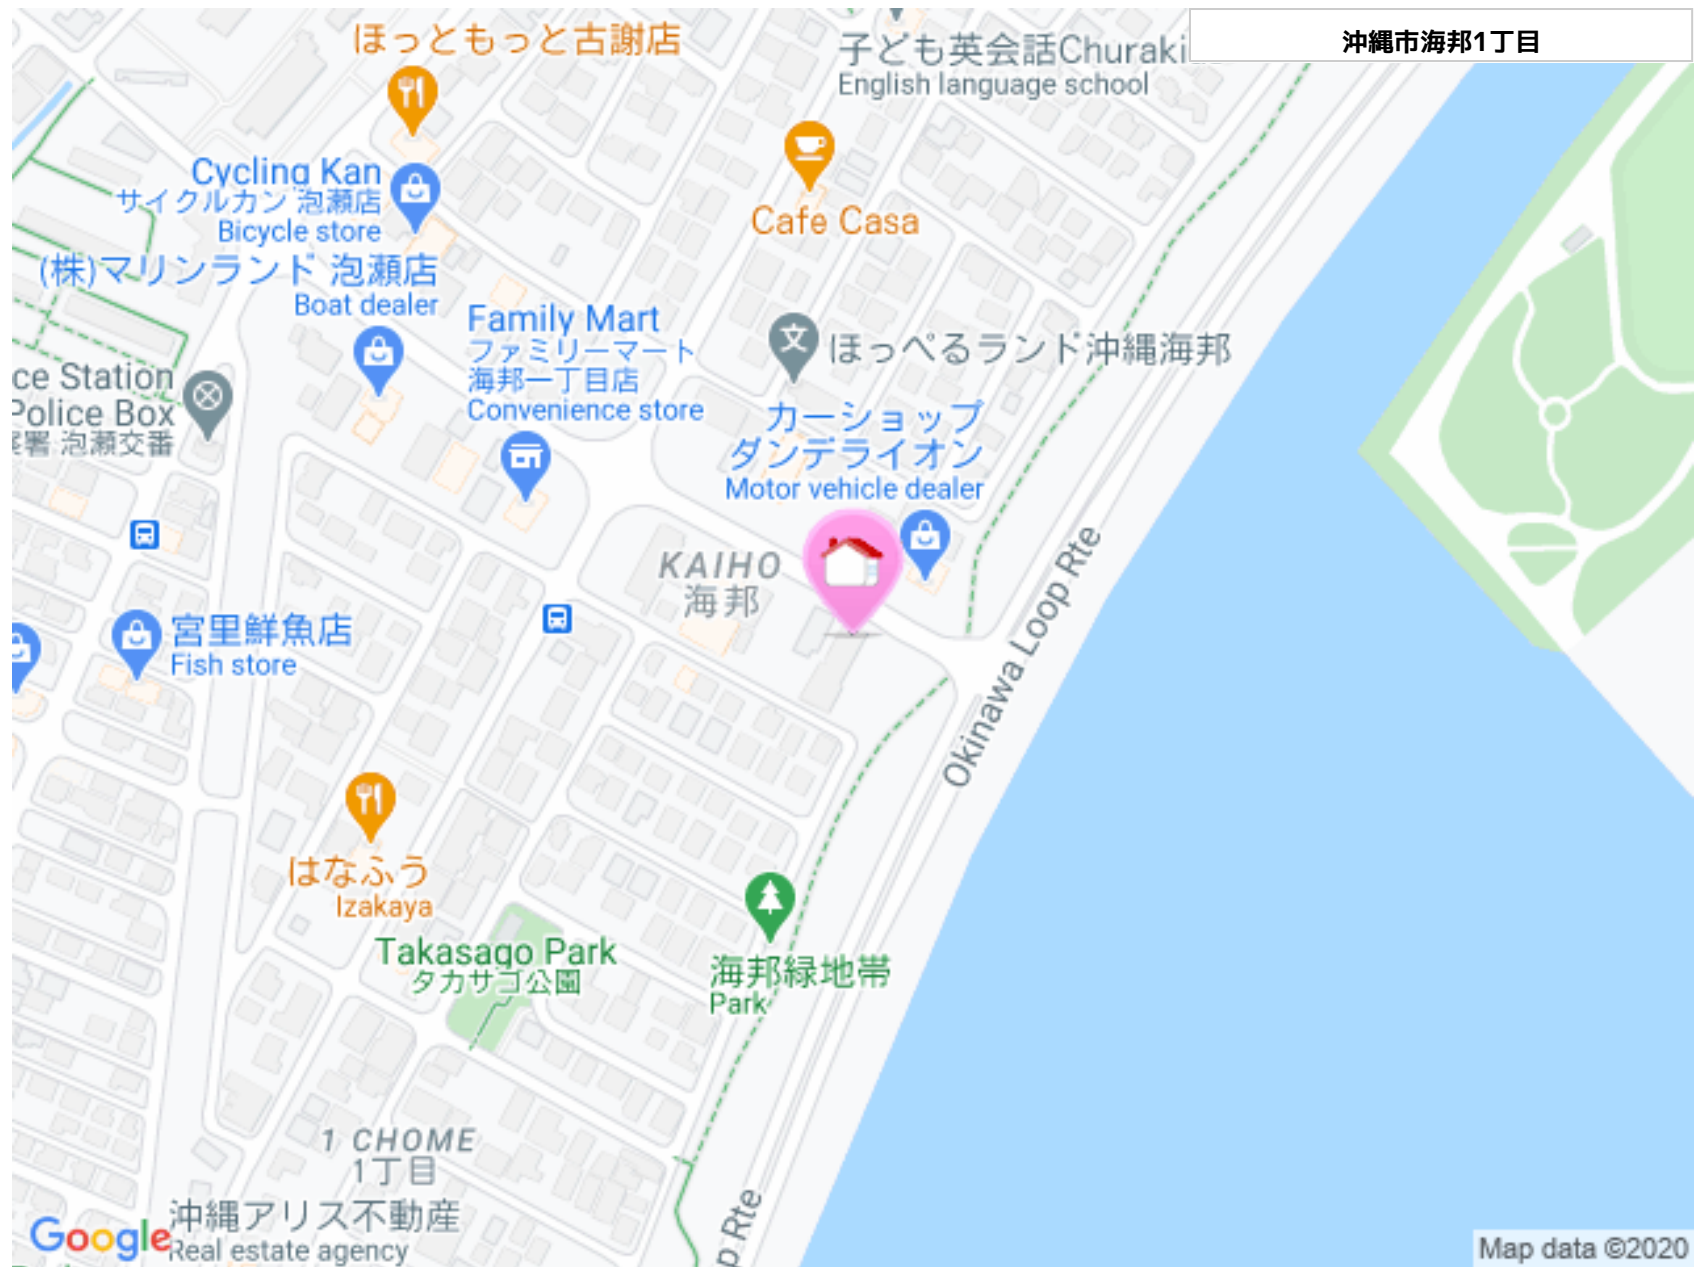 ほっともっと古謝店
子ども英会話Churaki
English language school
沖縄市海邦1丁目
Cycling Kan
サイクルカン 泡瀬店
Bicycle store
Cafe Casa
(株)マリンランド 泡瀬店
Boat dealer
Family Mart
ファミリーマート
海邦一丁目店
Convenience store
ほっぺるランド沖縄海邦
ce Station
Police Box
察署 泡瀬交番
カーショップ
ダンデライオン
Motor vehicle dealer
KAIHO
海邦
Okinawa Loop Rte
宮里鮮魚店
Fish store
はなふう
Izakaya
Takasago Park
タカサゴ公園
海邦緑地帯
Park
1 CHOME
1丁目
沖縄アリス不動産
Real estate agency
Google
p Rte
Map data ©2020